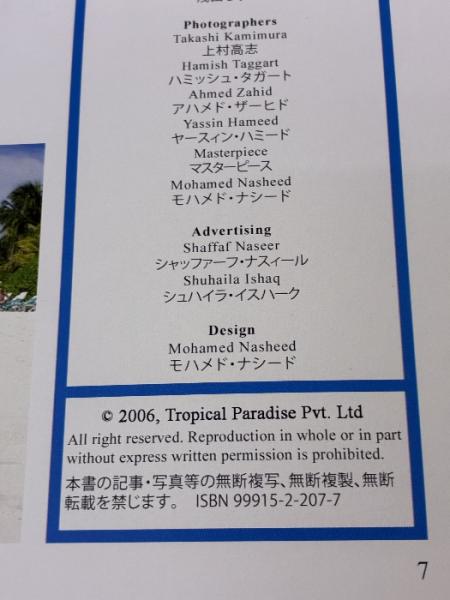 Photographers
Takashi Kamimura
上村高志
Hamish Taggart
ハミッシュ・タガート
Ahmed Zahid
アハメド・ザーヒド
Yassin Hameed
ヤースィン・ハミード
Masterpiece
マスターピース
Mohamed Nasheed
モハメド・ナシード
Advertising
Shaffaf Naseer
シャッファーフ・ナスィール
Shuhaila Ishaq
シュハイラ・イスハーク
Design
Mohamed Nasheed
モハメド・ナシード
© 2006, Tropical Paradise Pvt. Ltd
All right reserved. Reproduction in whole or in part
without express written permission is prohibited.
本書の記事・写真等の無断複写、無断複製、無断
転載を禁じます。 ISBN 99915-2-207-7
7